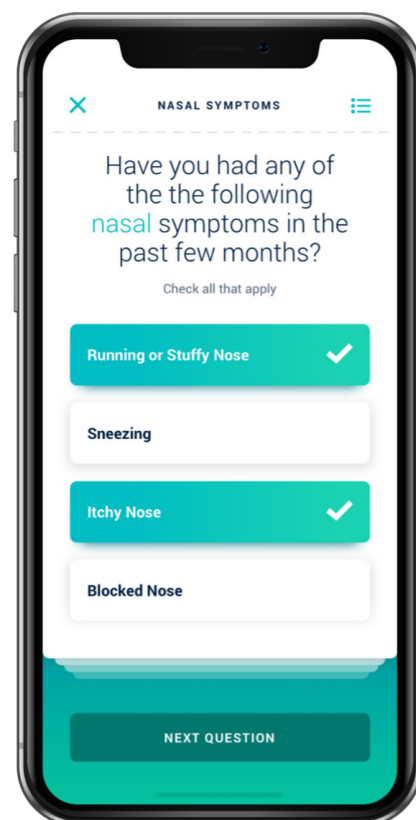 NASAL SYMPTOMS
Have you had any of
the the following
nasal symptoms in the
past few months?
Check all that apply
Running or Stuffy Nose
Sneezing
Itchy Nose
Blocked Nose
NEXT QUESTION